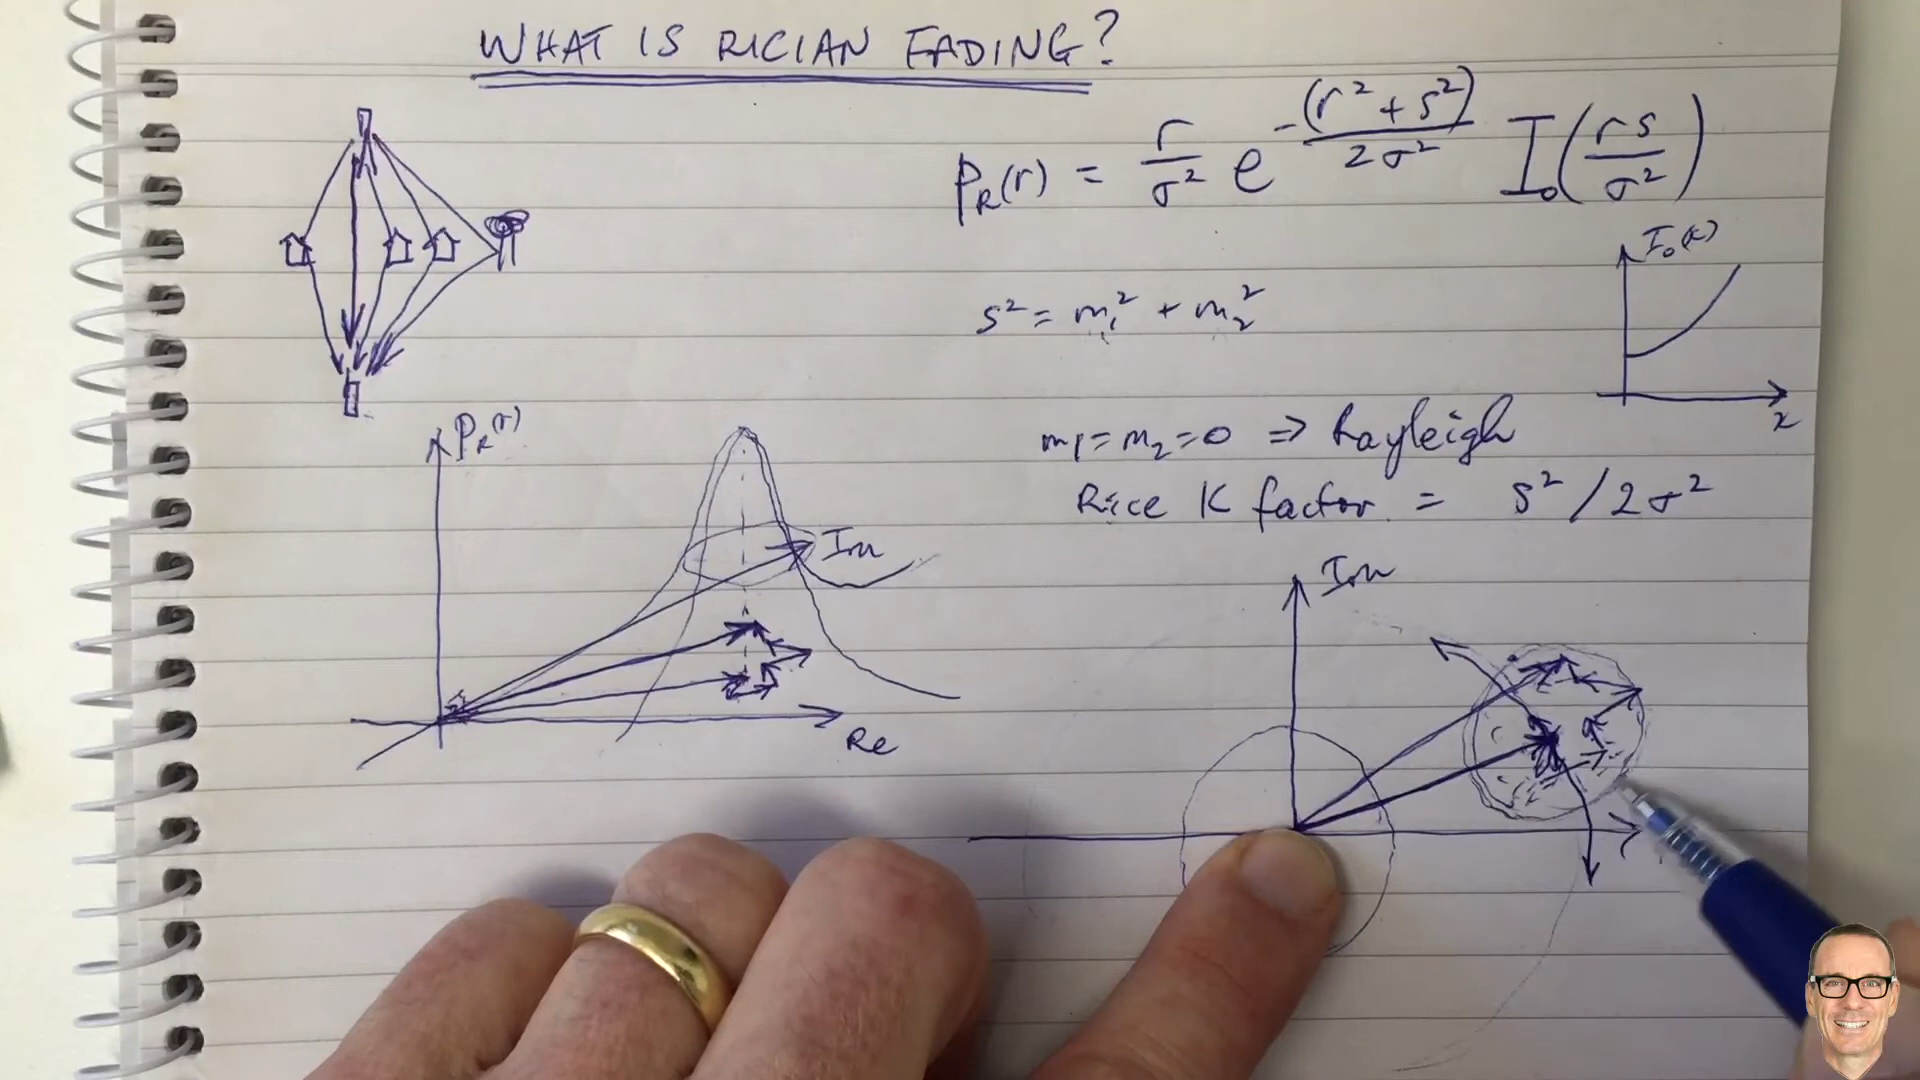 WHAT IS RICIAN FADING?
p_R(r) = r/σ² e^(-(r² + s²)/2σ²) I₀(rs/σ²)
I₀(x)
x
s² = m₁² + m₂²
m₁ = m₂ = 0 ⇒ Rayleigh
Rice K factor = s² / 2σ²
P_R(r)
Im
Re
Im